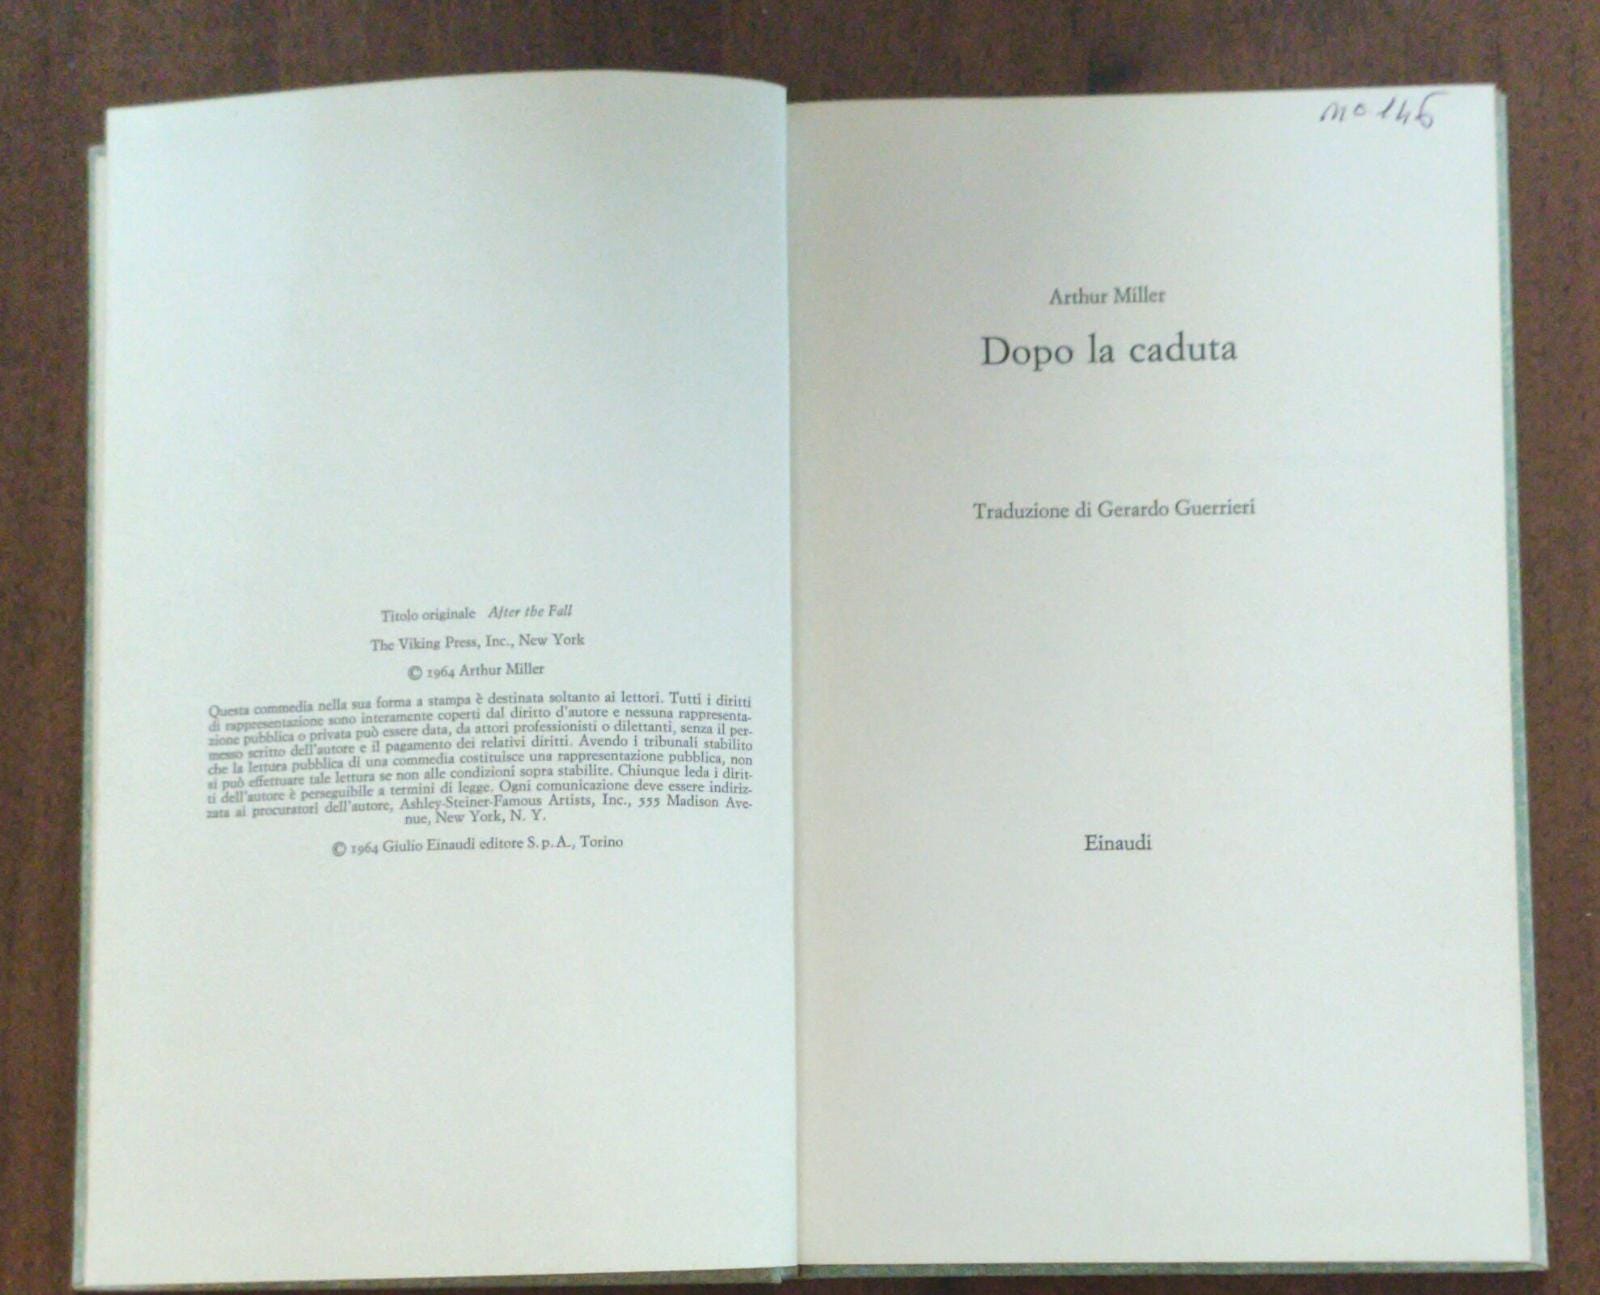 Titolo originale After the Fall
The Viking Press, Inc., New York
© 1964 Arthur Miller
Questa commedia nella sua forma a stampa è destinata soltanto ai lettori. Tutti i diritti
di rappresentazione sono interamente coperti dal diritto d'autore e nessuna rappresenta-
zione pubblica o privata può essere data, da attori professionisti o dilettanti, senza il per-
messo scritto dell'autore e il pagamento dei relativi diritti. Avendo i tribunali stabilito
che la lettura pubblica di una commedia costituisce una rappresentazione pubblica, non
si può effettuare tale lettura se non alle condizioni sopra stabilite. Chiunque leda i dirit-
ti dell'autore è perseguibile a termini di legge. Ogni comunicazione deve essere indiriz-
zata ai procuratori dell'autore, Ashley-Steiner-Famous Artists, Inc., 555 Madison Ave-
nue, New York, N. Y.
© 1964 Giulio Einaudi editore S. p. A., Torino
no 146
Arthur Miller
Dopo la caduta
Traduzione di Gerardo Guerrieri
Einaudi